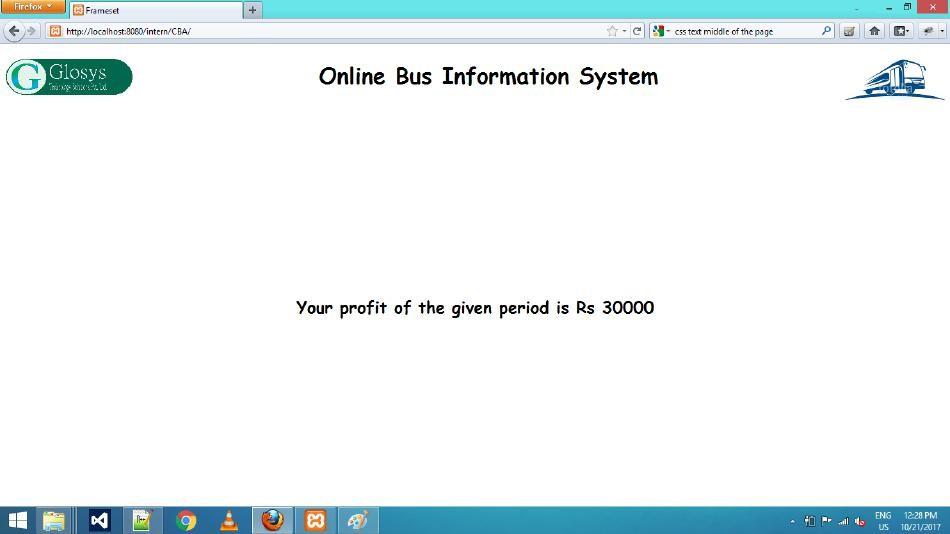 Firefox
Frameset
http://localhost:8080/intern/CBA/
css text middle of the page
G Glosys
Online Bus Information System
Your profit of the given period is Rs 30000
ENG
US
12:28 PM
10/21/2017